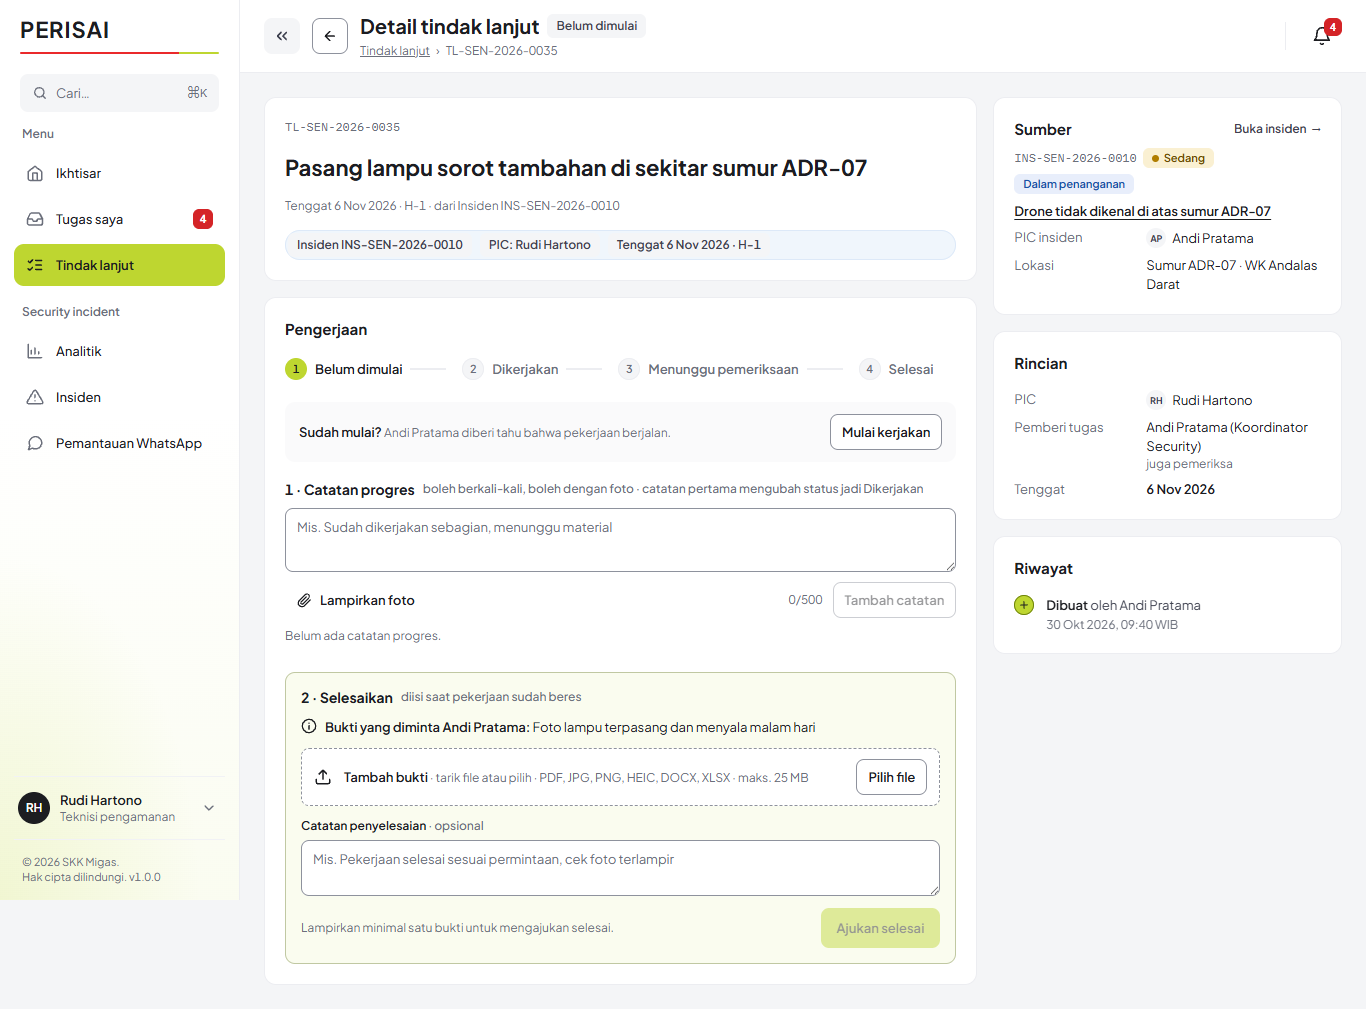 PERISAI
Cari...
⌘K
Menu
Ikhtisar
Tugas saya
4
Tindak lanjut
Security incident
Analitik
Insiden
Pemantauan WhatsApp
RH
Rudi Hartono
Teknisi pengamanan
© 2026 SKK Migas.
Hak cipta dilindungi. v1.0.0
Detail tindak lanjut
Belum dimulai
Tindak lanjut › TL-SEN-2026-0035
4
TL-SEN-2026-0035
Pasang lampu sorot tambahan di sekitar sumur ADR-07
Tenggat 6 Nov 2026 · H-1 · dari Insiden INS-SEN-2026-0010
Insiden INS-SEN-2026-0010 PIC: Rudi Hartono Tenggat 6 Nov 2026 · H-1
Pengerjaan
1 Belum dimulai
2 Dikerjakan
3 Menunggu pemeriksaan
4 Selesai
Sudah mulai? Andi Pratama diberi tahu bahwa pekerjaan berjalan.
Mulai kerjakan
1 · Catatan progres boleh berkali-kali, boleh dengan foto · catatan pertama mengubah status jadi Dikerjakan
Mis. Sudah dikerjakan sebagian, menunggu material
Lampirkan foto
0/500
Tambah catatan
Belum ada catatan progres.
2 · Selesaikan diisi saat pekerjaan sudah beres
Bukti yang diminta Andi Pratama: Foto lampu terpasang dan menyala malam hari
Tambah bukti · tarik file atau pilih · PDF, JPG, PNG, HEIC, DOCX, XLSX · maks. 25 MB
Pilih file
Catatan penyelesaian · opsional
Mis. Pekerjaan selesai sesuai permintaan, cek foto terlampir
Lampirkan minimal satu bukti untuk mengajukan selesai.
Ajukan selesai
Sumber
Buka insiden →
INS-SEN-2026-0010
Sedang
Dalam penanganan
Drone tidak dikenal di atas sumur ADR-07
PIC insiden
AP Andi Pratama
Lokasi
Sumur ADR-07 · WK Andalas
Darat
Rincian
PIC
RH Rudi Hartono
Pemberi tugas
Andi Pratama (Koordinator
Security)
juga pemeriksa
Tenggat
6 Nov 2026
Riwayat
Dibuat oleh Andi Pratama
30 Okt 2026, 09:40 WIB